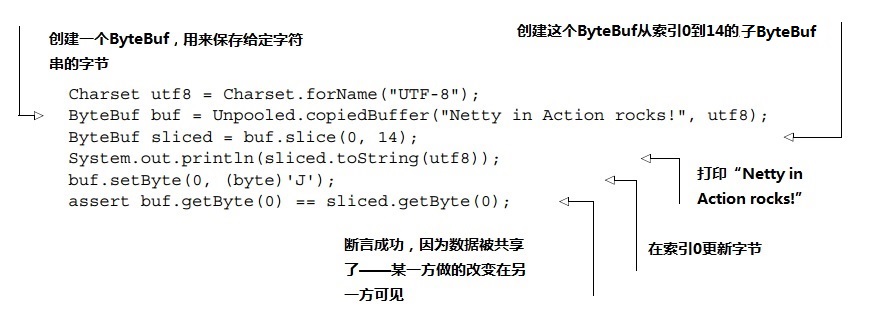 创建一个ByteBuf，用来保存给定字符
串的字节
创建这个ByteBuf从索引0到14的子ByteBuf
Charset utf8 = Charset.forName("UTF-8");
ByteBuf buf = Unpooled.copiedBuffer("Netty in Action rocks!", utf8);
ByteBuf sliced = buf.slice(0, 14);
System.out.println(sliced.toString(utf8));
buf.setByte(0, (byte)'J');
assert buf.getByte(0) == sliced.getByte(0);
打印“Netty in
Action rocks!”
在索引0更新字节
断言成功，因为数据被共享
了——某一方做的改变在另
一方可见